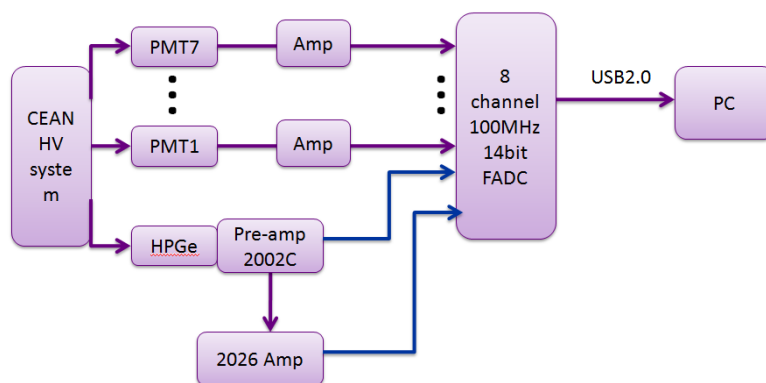 PMT7
Amp
CEAN
HV
syste
m
8
channel
100MHz
14bit
FADC
USB2.0
PC
PMT1
Amp
HPGe
Pre-amp
2002C
2026 Amp